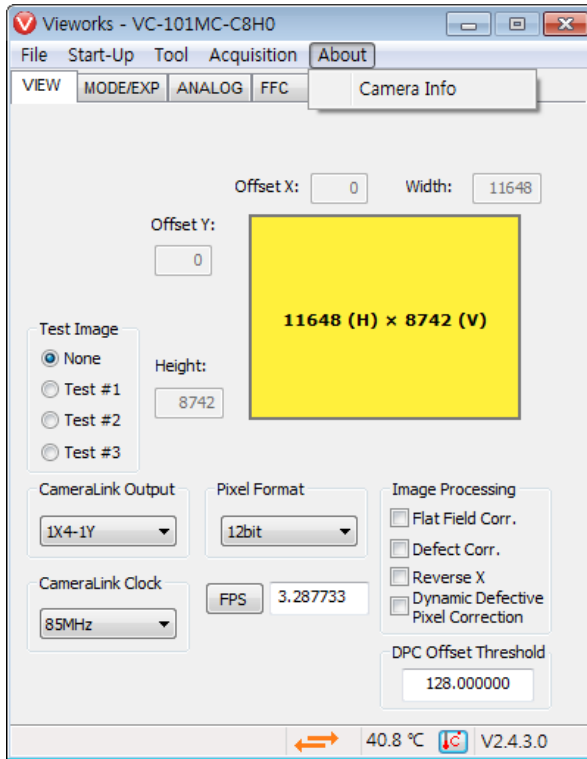 Vieworks - VC-101MC-C8H0
File Start-Up Tool Acquisition About
VIEW MODE/EXP ANALOG FFC
Camera Info
Offset X: 0 Width: 11648
Offset Y:
0
11648 (H) × 8742 (V)
Test Image
None
Test #1
Test #2
Test #3
Height:
8742
CameraLink Output
1X4-1Y
Pixel Format
12bit
Image Processing
Flat Field Corr.
Defect Corr.
Reverse X
Dynamic Defective
Pixel Correction
CameraLink Clock
85MHz
FPS 3.287733
DPC Offset Threshold
128.000000
40.8 ℃ C V2.4.3.0